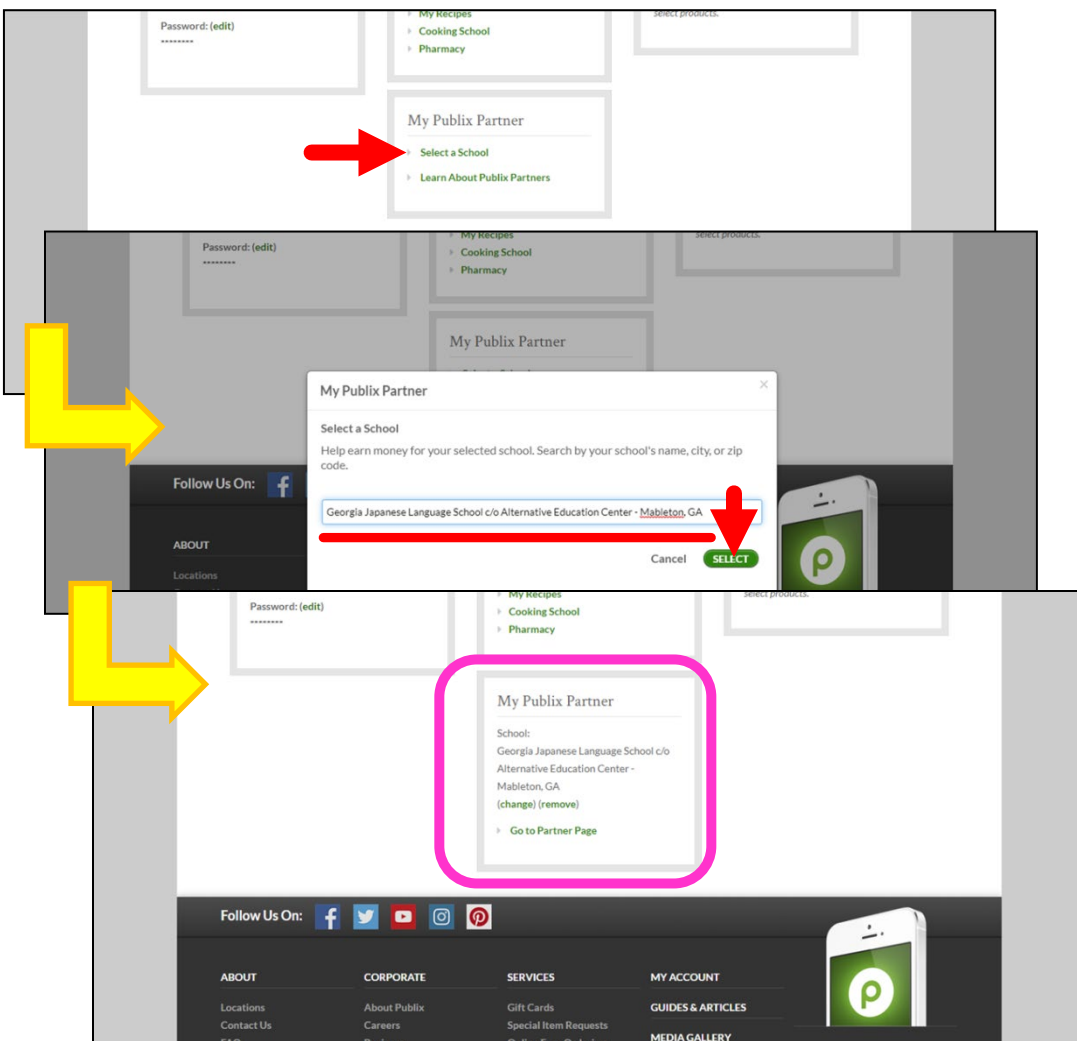 My Recipes
select products.
Password: (edit)
Cooking School
--------
Pharmacy
My Publix Partner
Select a School
Learn About Publix Partners
My Recipes
select products.
Password: (edit)
Cooking School
--------
Pharmacy
My Publix Partner
My Publix Partner
×
Select a School
Help earn money for your selected school. Search by your school's name, city, or zip
code.
Follow Us On:
Georgia Japanese Language School c/o Alternative Education Center - Mableton, GA
Cancel SELECT
ABOUT
Locations
My Recipes
select products.
Password: (edit)
Cooking School
--------
Pharmacy
My Publix Partner
School:
Georgia Japanese Language School c/o
Alternative Education Center -
Mableton, GA
(change) (remove)
Go to Partner Page
Follow Us On:
ABOUT CORPORATE SERVICES MY ACCOUNT
Locations About Publix Gift Cards GUIDES & ARTICLES
Contact Us Careers Special Item Requests
FAQ MEDIA GALLERY